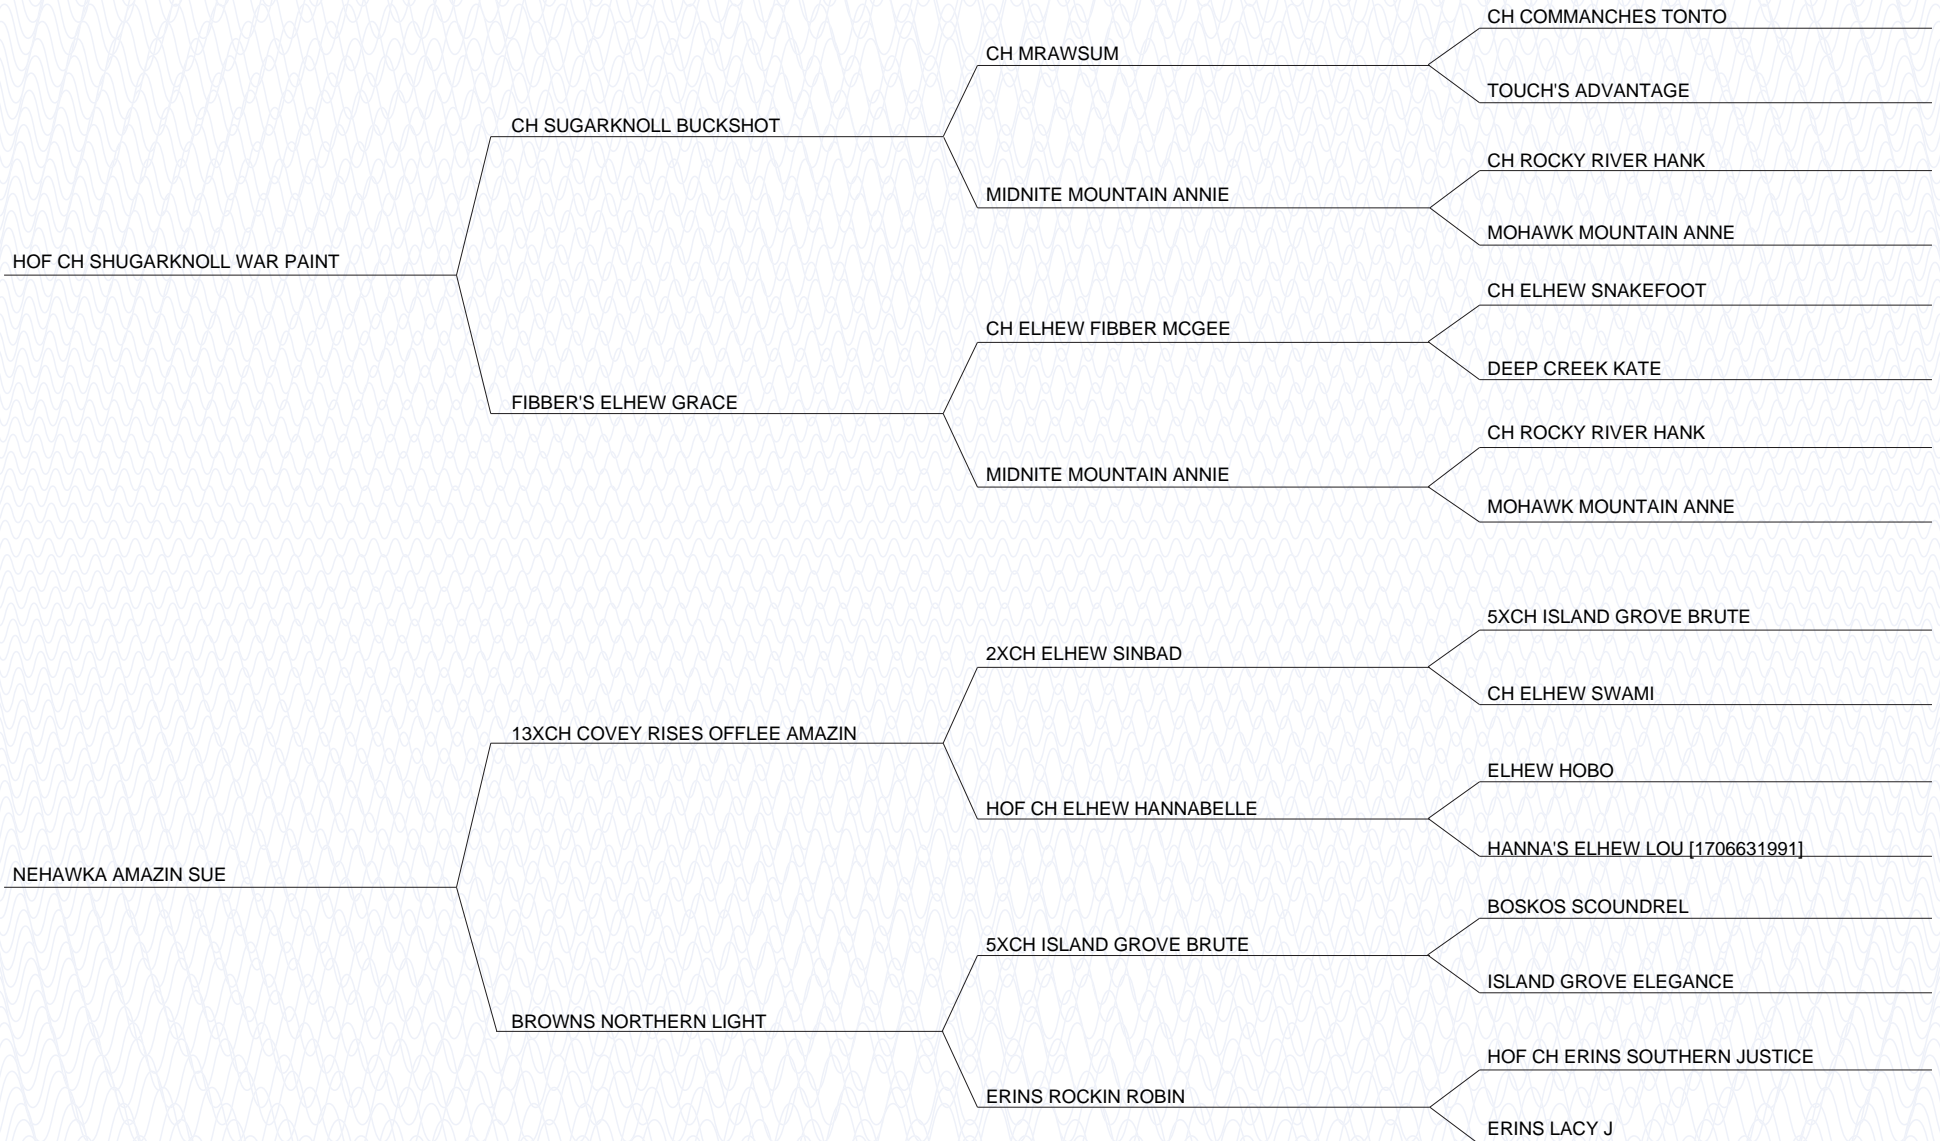 CH COMMANCHES TONTO
CH MRAWSUM
TOUCH'S ADVANTAGE
CH SUGARKNOLL BUCKSHOT
CH ROCKY RIVER HANK
MIDNITE MOUNTAIN ANNIE
MOHAWK MOUNTAIN ANNE
HOF CH SHUGARKNOLL WAR PAINT
CH ELHEW SNAKEFOOT
CH ELHEW FIBBER MCGEE
DEEP CREEK KATE
FIBBER'S ELHEW GRACE
CH ROCKY RIVER HANK
MIDNITE MOUNTAIN ANNIE
MOHAWK MOUNTAIN ANNE
5XCH ISLAND GROVE BRUTE
2XCH ELHEW SINBAD
CH ELHEW SWAMI
13XCH COVEY RISES OFFLEE AMAZIN
ELHEW HOBO
HOF CH ELHEW HANNABELLE
HANNA'S ELHEW LOU [1706631991]
NEHAWKA AMAZIN SUE
BOSKOS SCOUNDREL
5XCH ISLAND GROVE BRUTE
ISLAND GROVE ELEGANCE
BROWNS NORTHERN LIGHT
HOF CH ERINS SOUTHERN JUSTICE
ERINS ROCKIN ROBIN
ERINS LACY J